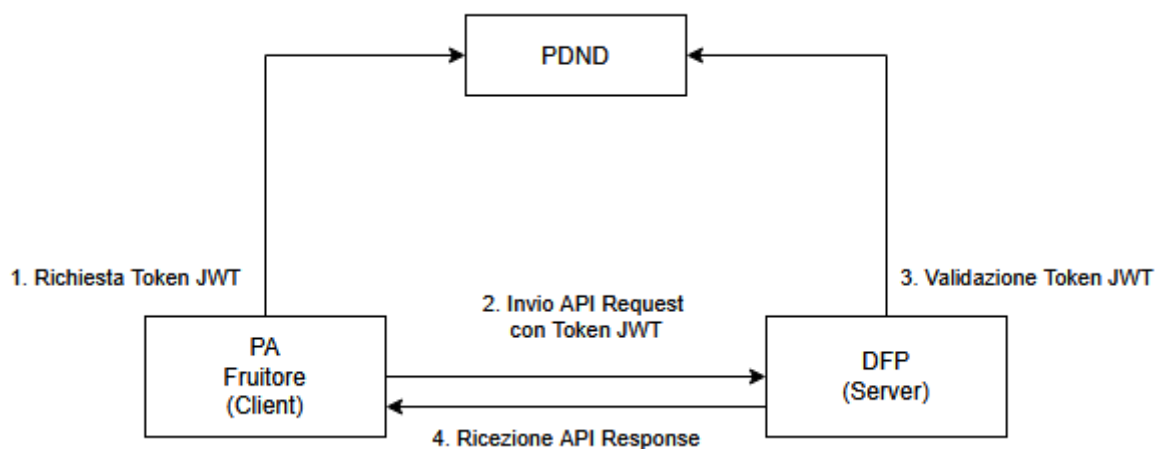 PDND
1. Richiesta Token JWT
3. Validazione Token JWT
2. Invio API Request
con Token JWT
PA
Fruitore
(Client)
DFP
(Server)
4. Ricezione API Response